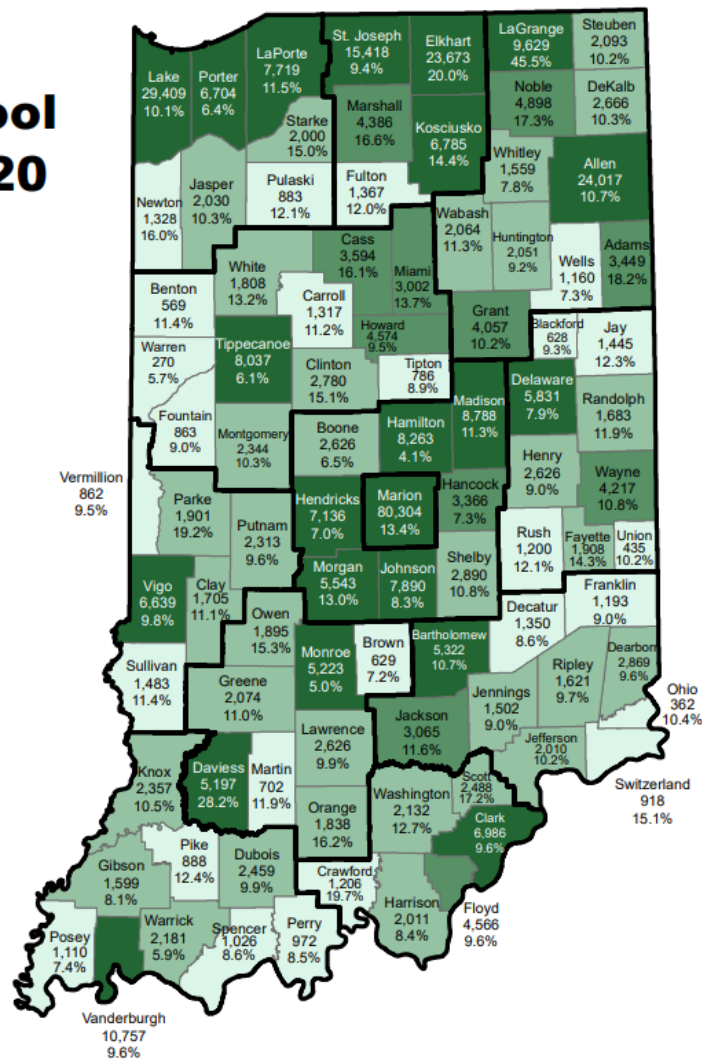 ool
20
Lake
29,409
10.1%
Porter
6,704
6.4%
LaPorte
7,719
11.5%
St. Joseph
15,418
9.4%
Elkhart
23,673
20.0%
LaGrange
9,629
45.5%
Steuben
2,093
10.2%
Noble
4,898
17.3%
DeKalb
2,666
10.3%
Marshall
4,386
16.6%
Kosciusko
6,785
14.4%
Starke
2,000
15.0%
Whitley
1,559
7.8%
Allen
24,017
10.7%
Newton
1,328
16.0%
Jasper
2,030
10.3%
Pulaski
883
12.1%
Fulton
1,367
12.0%
Wabash
2,064
11.3%
Huntington
2,051
9.2%
Wells
1,160
7.3%
Adams
3,449
18.2%
White
1,808
13.2%
Cass
3,594
16.1%
Miami
3,002
13.7%
Benton
569
11.4%
Carroll
1,317
11.2%
Howard
4,574
9.5%
Grant
4,057
10.2%
Blackford
628
9.3%
Jay
1,445
12.3%
Warren
270
5.7%
Tippecanoe
8,037
6.1%
Clinton
2,780
15.1%
Tipton
786
8.9%
Madison
8,788
11.3%
Delaware
5,831
7.9%
Randolph
1,683
11.9%
Fountain
863
9.0%
Montgomery
2,344
10.3%
Boone
2,626
6.5%
Hamilton
8,263
4.1%
Henry
2,626
9.0%
Wayne
4,217
10.8%
Vermillion
862
9.5%
Parke
1,901
19.2%
Putnam
2,313
9.6%
Hendricks
7,136
7.0%
Marion
80,304
13.4%
Hancock
3,366
7.3%
Rush
1,200
12.1%
Fayette
1,908
14.3%
Union
435
10.2%
Vigo
6,639
9.8%
Clay
1,705
11.1%
Owen
1,895
15.3%
Morgan
5,543
13.0%
Johnson
7,890
8.3%
Shelby
2,890
10.8%
Decatur
1,350
8.6%
Franklin
1,193
9.0%
Sullivan
1,483
11.4%
Greene
2,074
11.0%
Monroe
5,223
5.0%
Brown
629
7.2%
Bartholomew
5,322
10.7%
Jennings
1,502
9.0%
Ripley
1,621
9.7%
Dearborn
2,869
9.6%
Ohio
362
10.4%
Lawrence
2,626
9.9%
Jackson
3,065
11.6%
Jefferson
2,010
10.2%
Switzerland
918
15.1%
Knox
2,357
10.5%
Daviess
5,197
28.2%
Martin
702
11.9%
Orange
1,838
16.2%
Washington
2,132
12.7%
Scott
2,488
17.2%
Clark
6,986
9.6%
Gibson
1,599
8.1%
Pike
888
12.4%
Dubois
2,459
9.9%
Crawford
1,206
19.7%
Harrison
2,011
8.4%
Floyd
4,566
9.6%
Posey
1,110
7.4%
Warrick
2,181
5.9%
Spencer
1,026
8.6%
Perry
972
8.5%
Vanderburgh
10,757
9.6%